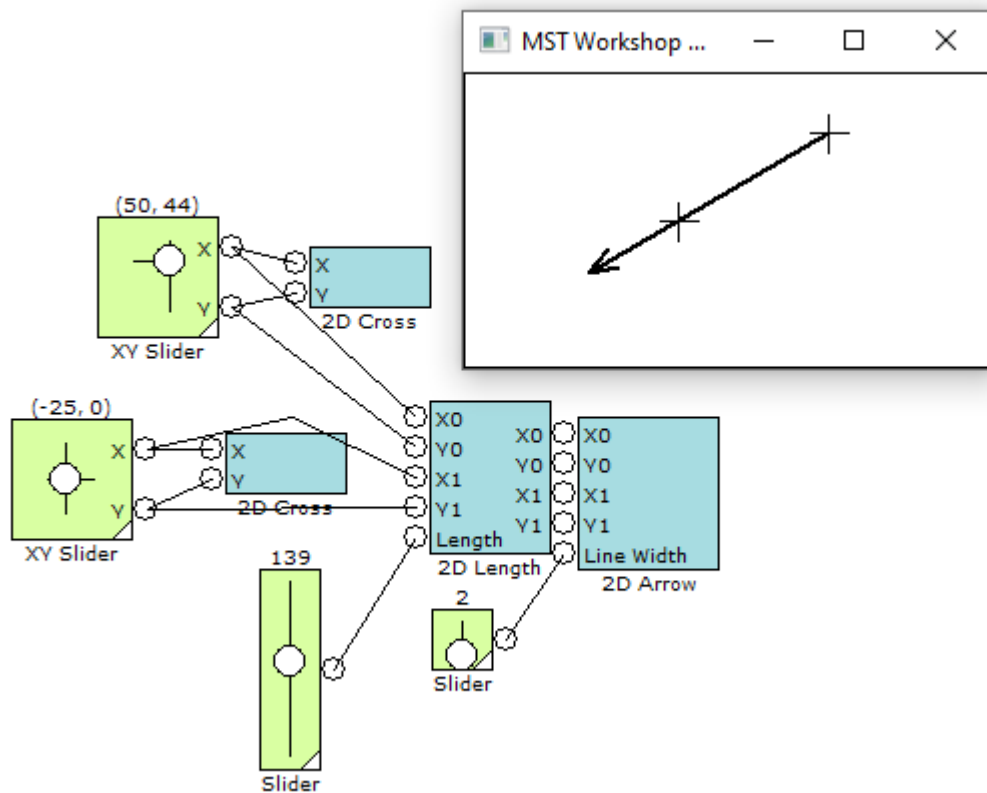 MST Workshop ...
(50, 44)
X
Y
XY Slider
X
Y
2D Cross
(-25, 0)
X
Y
XY Slider
X
Y
2D Cross
X0
Y0
X1
Y1
Length
X0
Y0
X1
Y1
2D Length
X0
Y0
X1
Y1
Line Width
2D Arrow
139
Slider
2
Slider